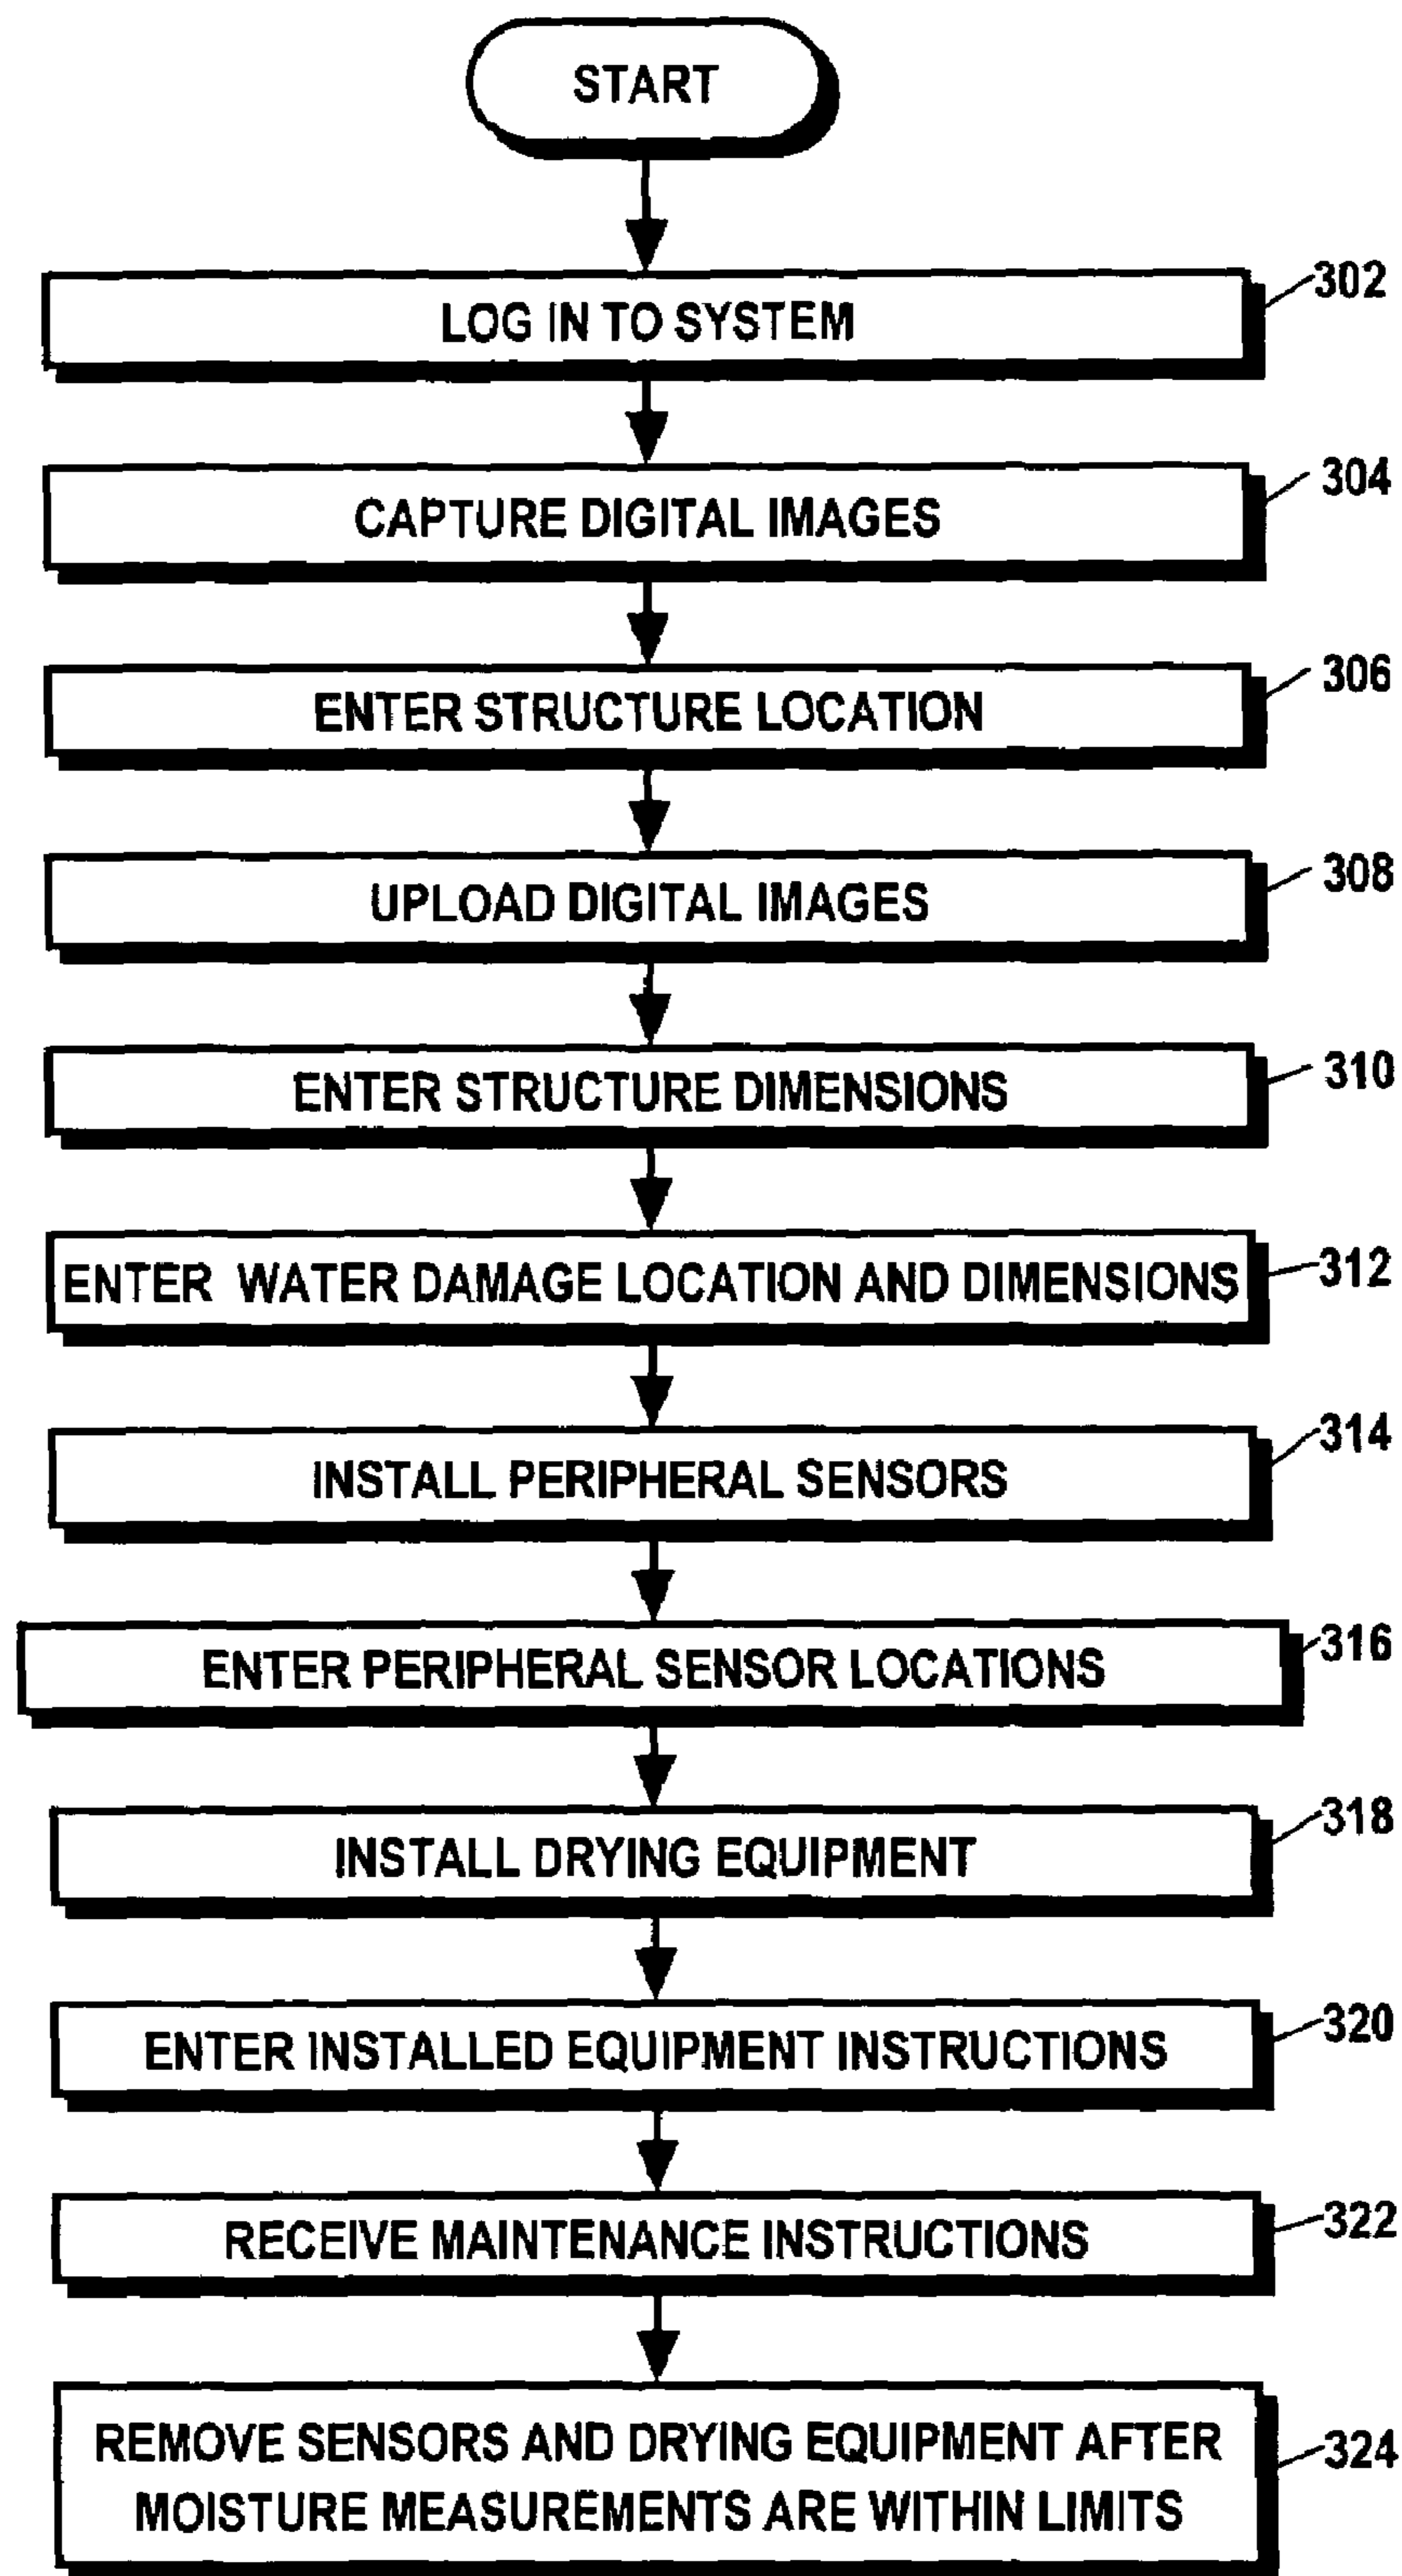 START
LOG IN TO SYSTEM
302
CAPTURE DIGITAL IMAGES
304
ENTER STRUCTURE LOCATION
306
UPLOAD DIGITAL IMAGES
308
ENTER STRUCTURE DIMENSIONS
310
ENTER WATER DAMAGE LOCATION AND DIMENSIONS
312
INSTALL PERIPHERAL SENSORS
314
ENTER PERIPHERAL SENSOR LOCATIONS
316
INSTALL DRYING EQUIPMENT
318
ENTER INSTALLED EQUIPMENT INSTRUCTIONS
320
RECEIVE MAINTENANCE INSTRUCTIONS
322
REMOVE SENSORS AND DRYING EQUIPMENT AFTER
MOISTURE MEASUREMENTS ARE WITHIN LIMITS
324